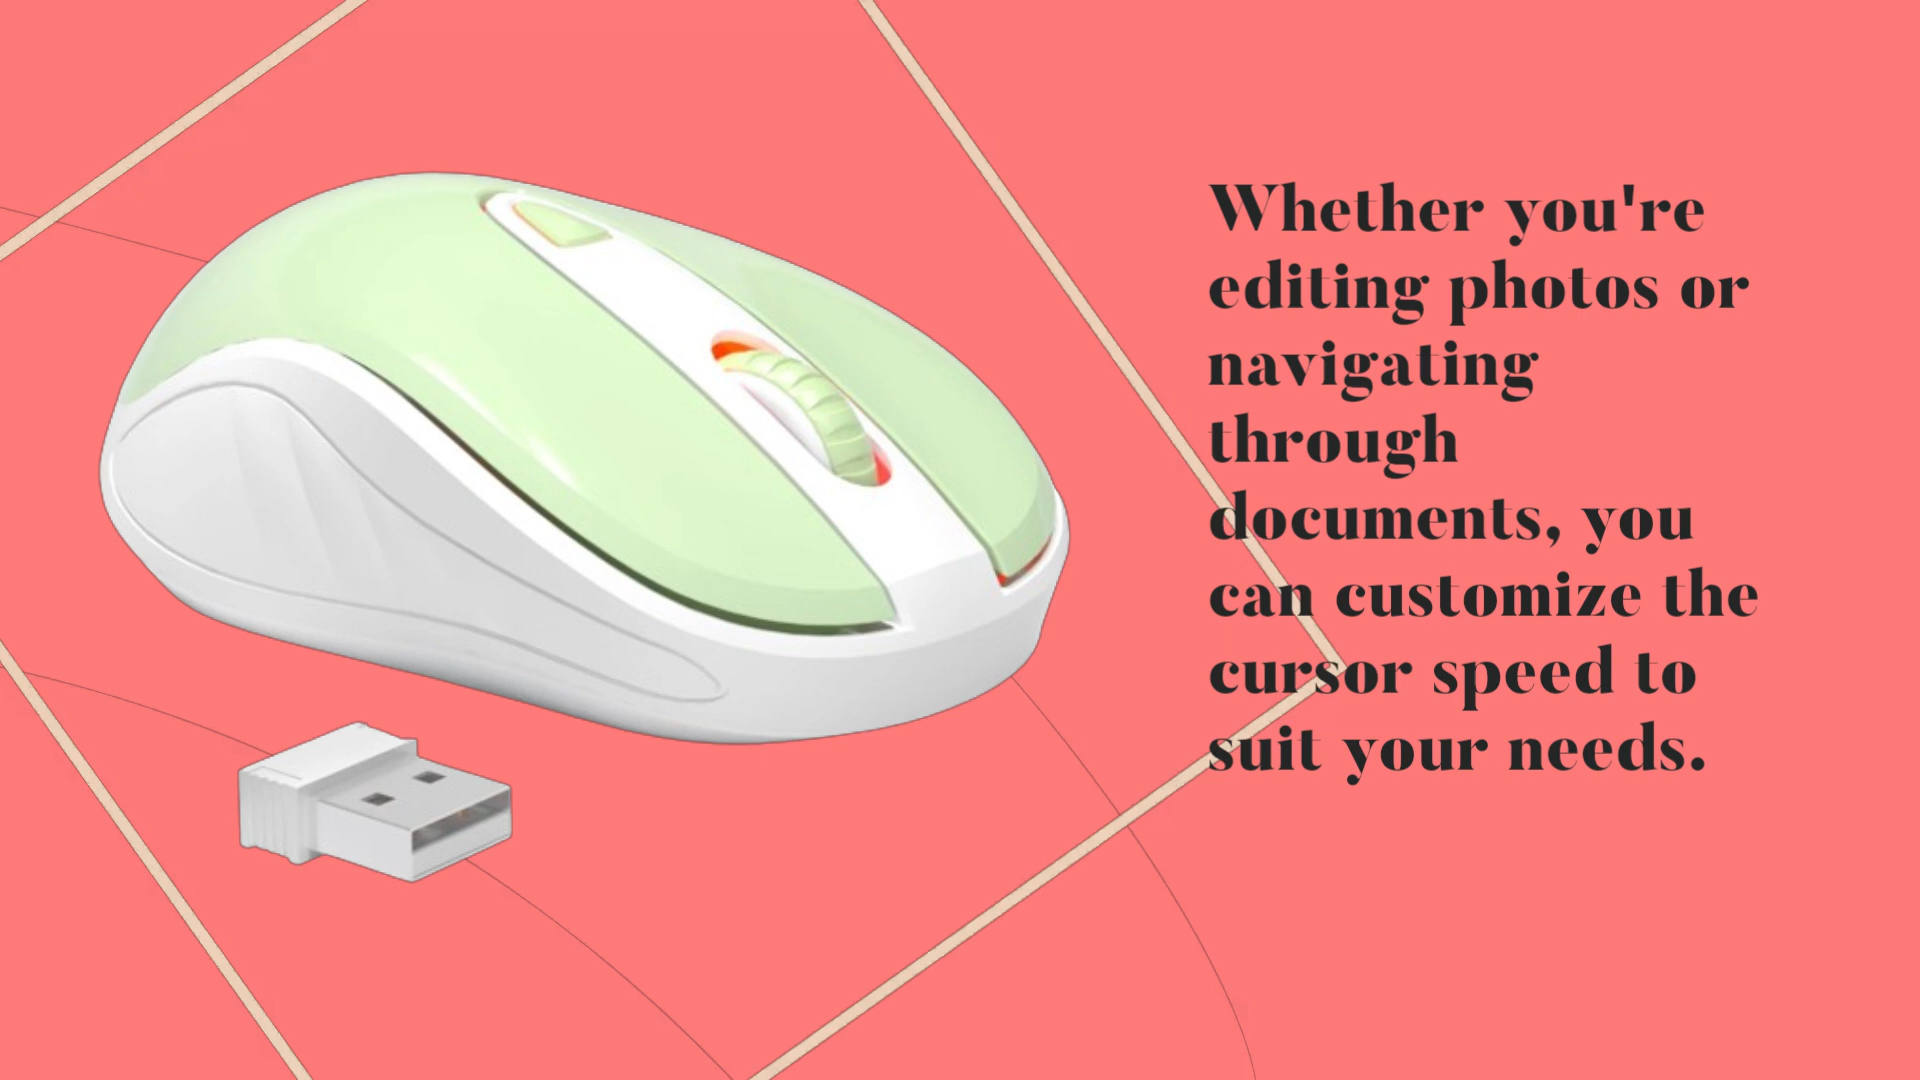 Whether you're
editing photos or
navigating
through
documents, you
can customize the
cursor speed to
suit your needs.